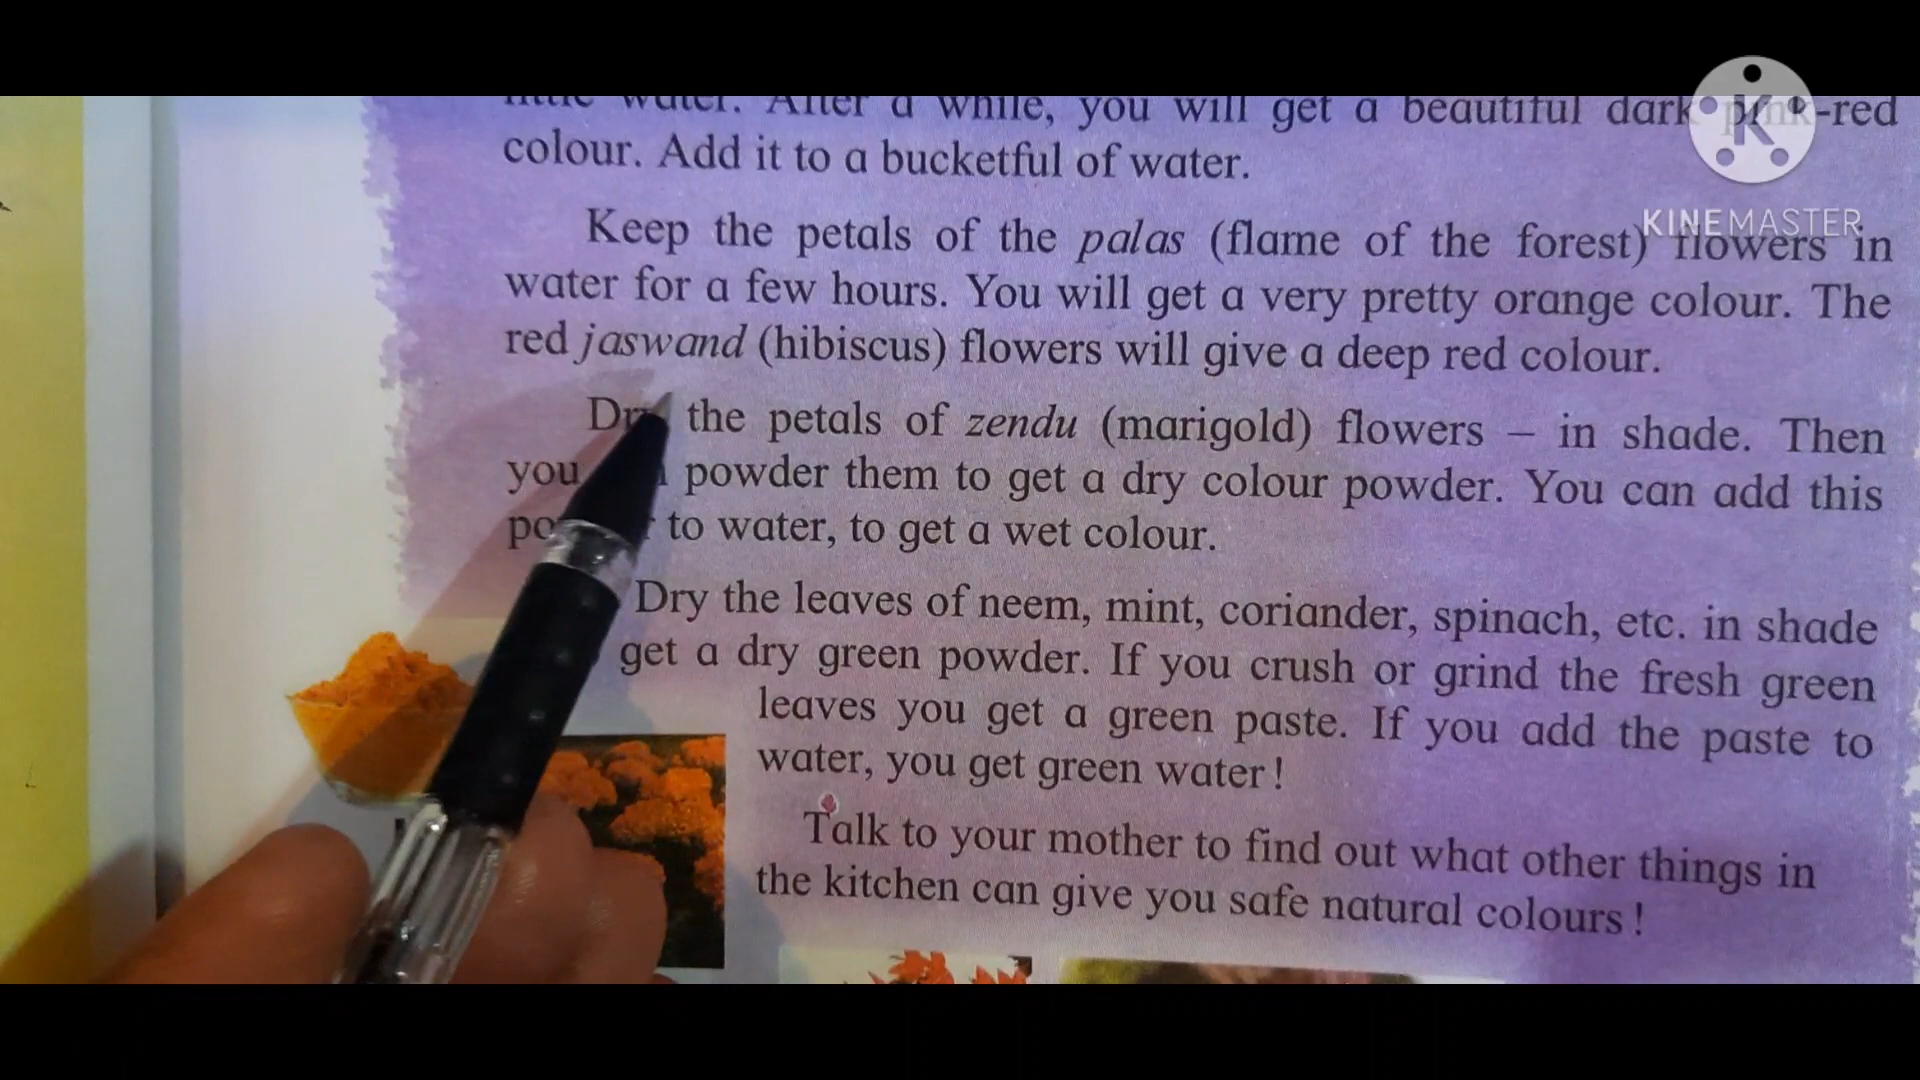 little water. After a while, you will get a beautiful dark pink-red
colour. Add it to a bucketful of water.
Keep the petals of the palas (flame of the forest) flowers in
water for a few hours. You will get a very pretty orange colour. The
red jaswand (hibiscus) flowers will give a deep red colour.
Dry the petals of zendu (marigold) flowers – in shade. Then
you powder them to get a dry colour powder. You can add this
to water, to get a wet colour.
Dry the leaves of neem, mint, coriander, spinach, etc. in shade
get a dry green powder. If you crush or grind the fresh green
leaves you get a green paste. If you add the paste to
water, you get green water!
Talk to your mother to find out what other things in
the kitchen can give you safe natural colours!
K
KINEMASTER